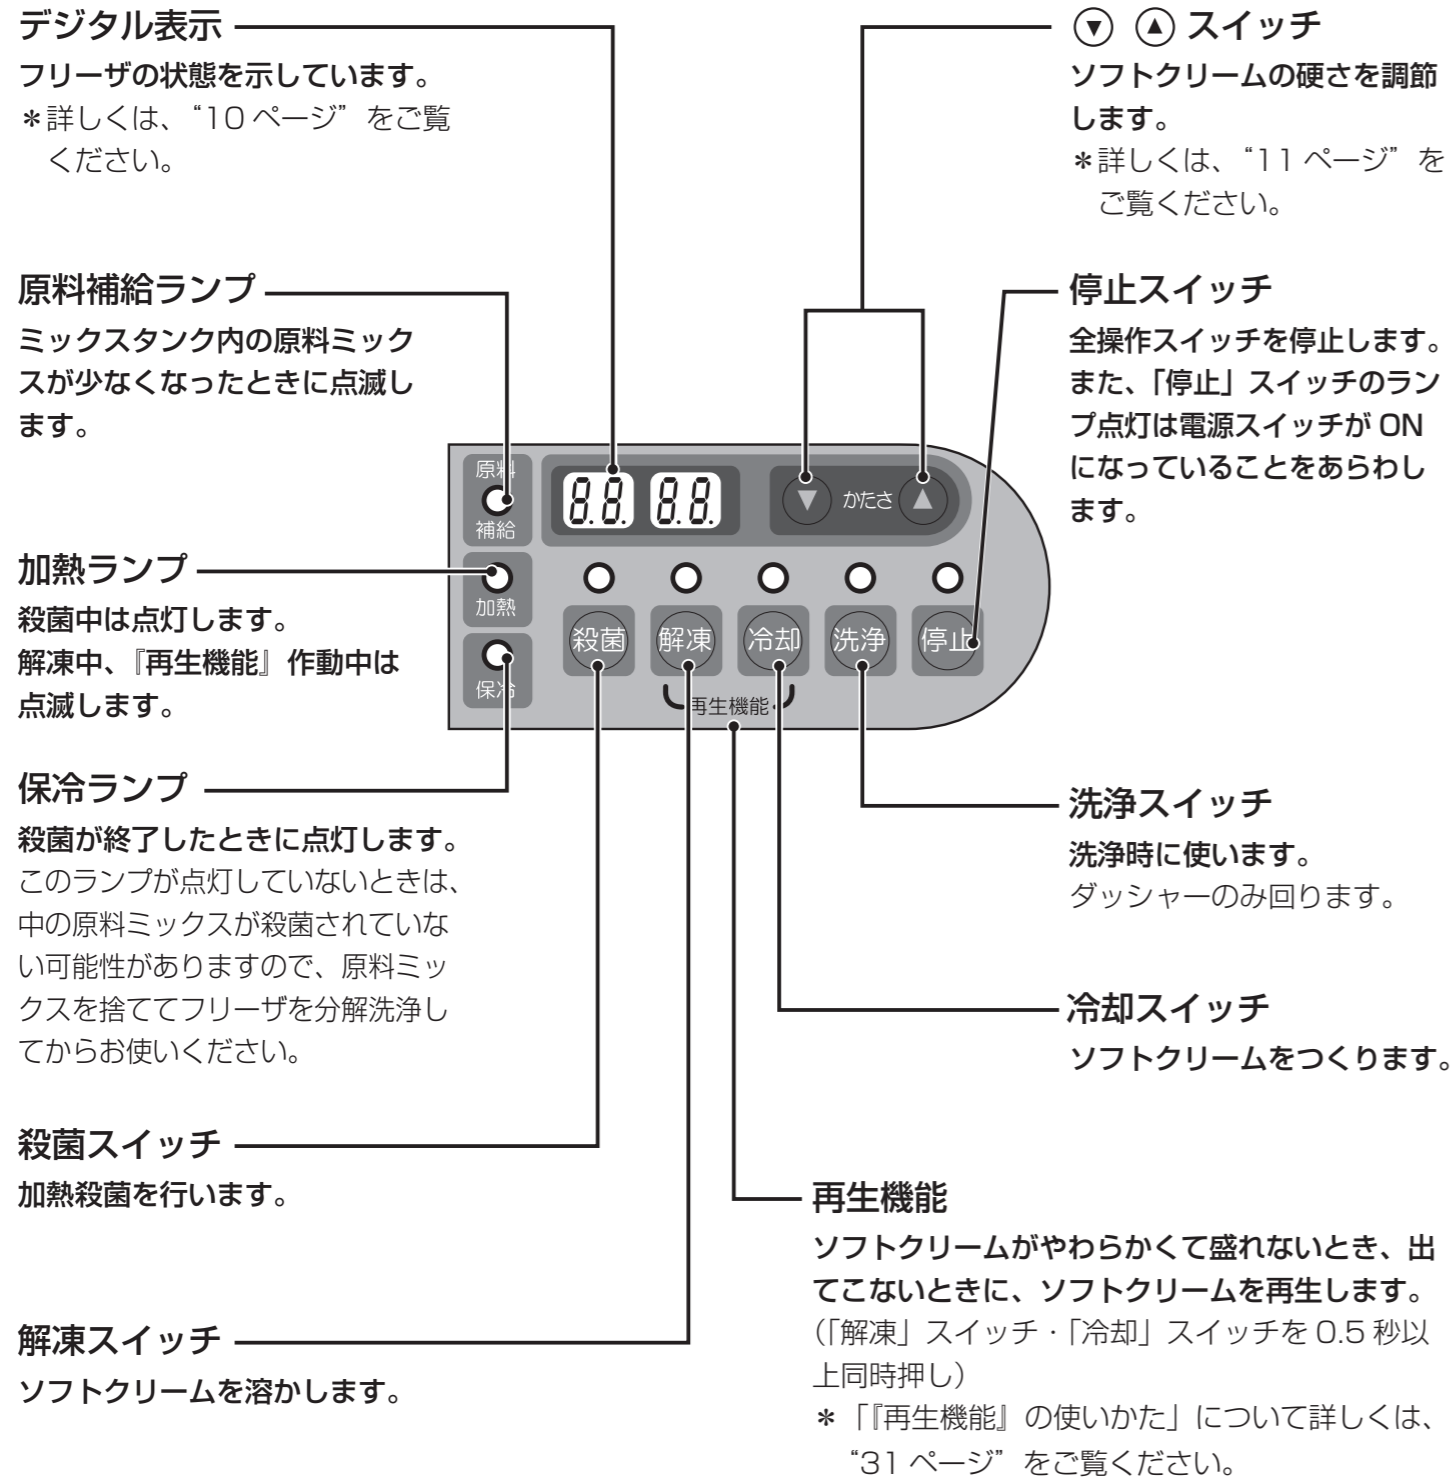 デジタル表示
フリーザの状態を示しています。
＊詳しくは、“10 ページ”をご覧
ください。
原料補給ランプ
ミックスタンク内の原料ミック
スが少なくなったときに点滅し
ます。
加熱ランプ
殺菌中は点灯します。
解凍中、『再生機能』作動中は
点滅します。
保冷ランプ
殺菌が終了したときに点灯します。
このランプが点灯していないときは、
中の原料ミックスが殺菌されていな
い可能性がありますので、原料ミッ
クスを捨ててフリーザを分解洗浄し
てからお使いください。
殺菌スイッチ
加熱殺菌を行います。
解凍スイッチ
ソフトクリームを溶かします。
原料
補給
加熱
保冷
8.8. 8.8.
▼ かたさ ▲
殺菌 解凍 冷却 洗浄 停止
再生機能
▼ ▲ スイッチ
ソフトクリームの硬さを調節
します。
＊詳しくは、“11 ページ”を
ご覧ください。
停止スイッチ
全操作スイッチを停止します。
また、「停止」スイッチのラン
プ点灯は電源スイッチが ON
になっていることをあらわし
ます。
洗浄スイッチ
洗浄時に使います。
ダッシャーのみ回ります。
冷却スイッチ
ソフトクリームをつくります。
再生機能
ソフトクリームがやわらかくて盛れないとき、出
てこないときに、ソフトクリームを再生します。
（「解凍」スイッチ・「冷却」スイッチを 0.5 秒以
上同時押し）
＊「『再生機能』の使いかた」について詳しくは、
“31 ページ”をご覧ください。